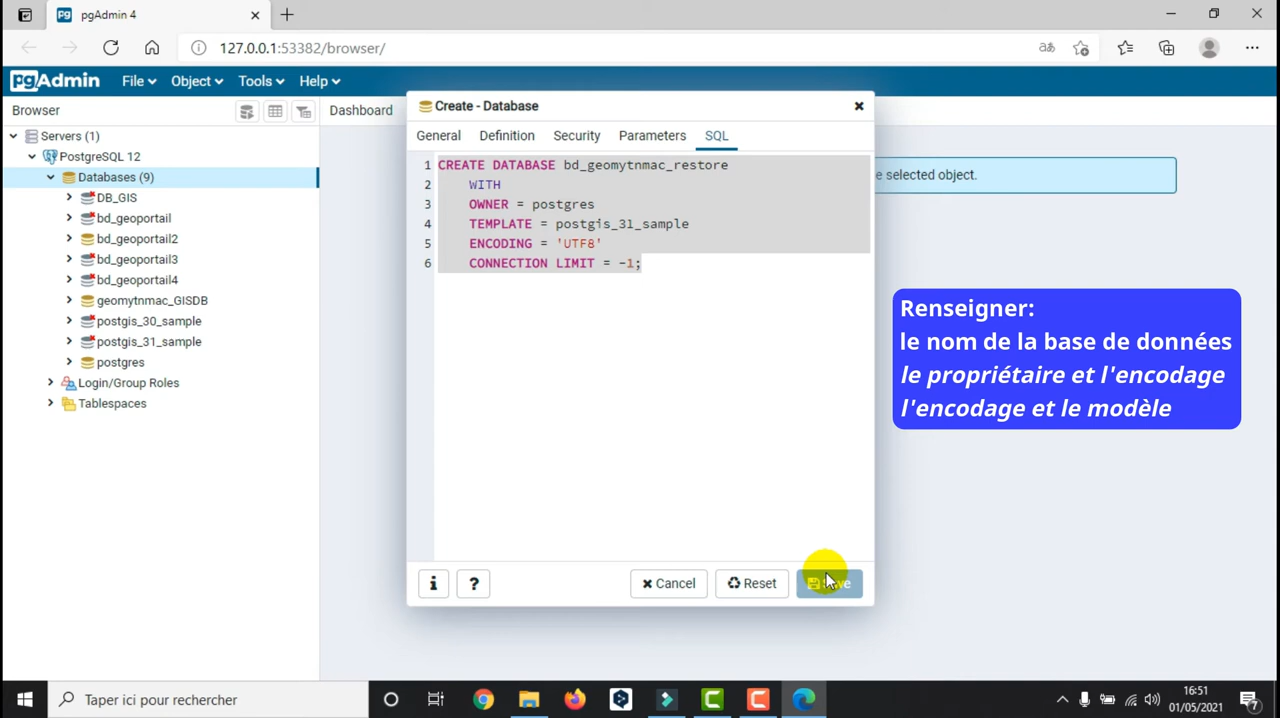 pgAdmin 4
127.0.0.1:53382/browser/
pgAdmin File Object Tools Help
Browser
Dashboard
Servers (1)
PostgreSQL 12
Databases (9)
DB_GIS
bd_geoportail
bd_geoportail2
bd_geoportail3
bd_geoportail4
geomytnmac_GISDB
postgis_30_sample
postgis_31_sample
postgres
Login/Group Roles
Tablespaces
Create - Database
General Definition Security Parameters SQL
1 CREATE DATABASE bd_geomytnmac_restore
2 WITH
3 OWNER = postgres
4 TEMPLATE = postgis_31_sample
5 ENCODING = 'UTF8'
6 CONNECTION LIMIT = -1;
e selected object.
Renseigner:
le nom de la base de données
le propriétaire et l'encodage
l'encodage et le modèle
i ? Cancel Reset Save
Taper ici pour rechercher
16:51
01/05/2021
7